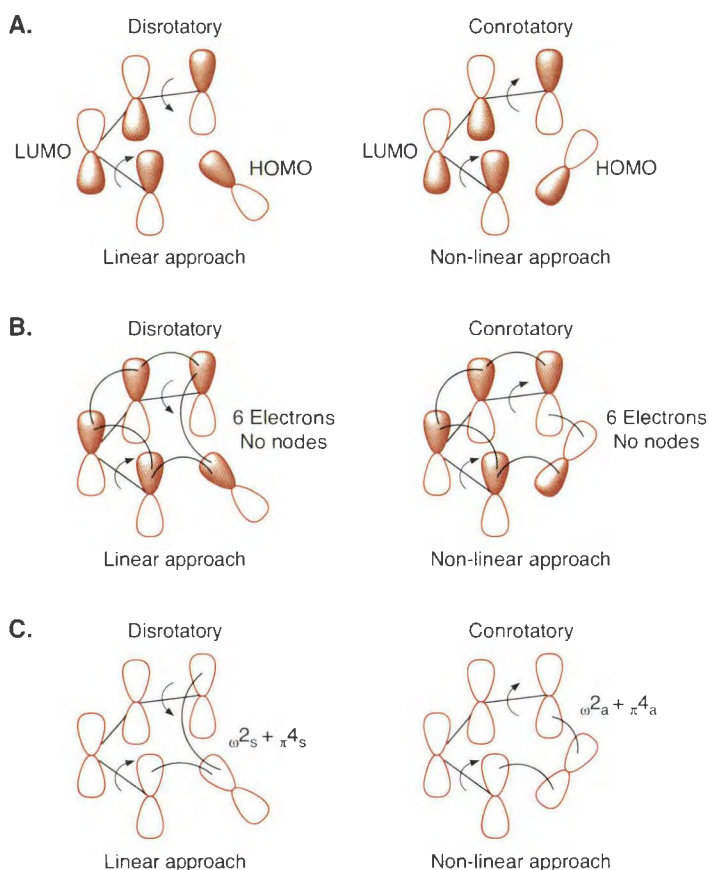 A.
Disrotatory
Conrotatory
LUMO
HOMO
LUMO
HOMO
Linear approach
Non-linear approach
B.
Disrotatory
Conrotatory
6 Electrons
No nodes
6 Electrons
No nodes
Linear approach
Non-linear approach
C.
Disrotatory
Conrotatory
ω2s + π4s
ω2a + π4a
Linear approach
Non-linear approach